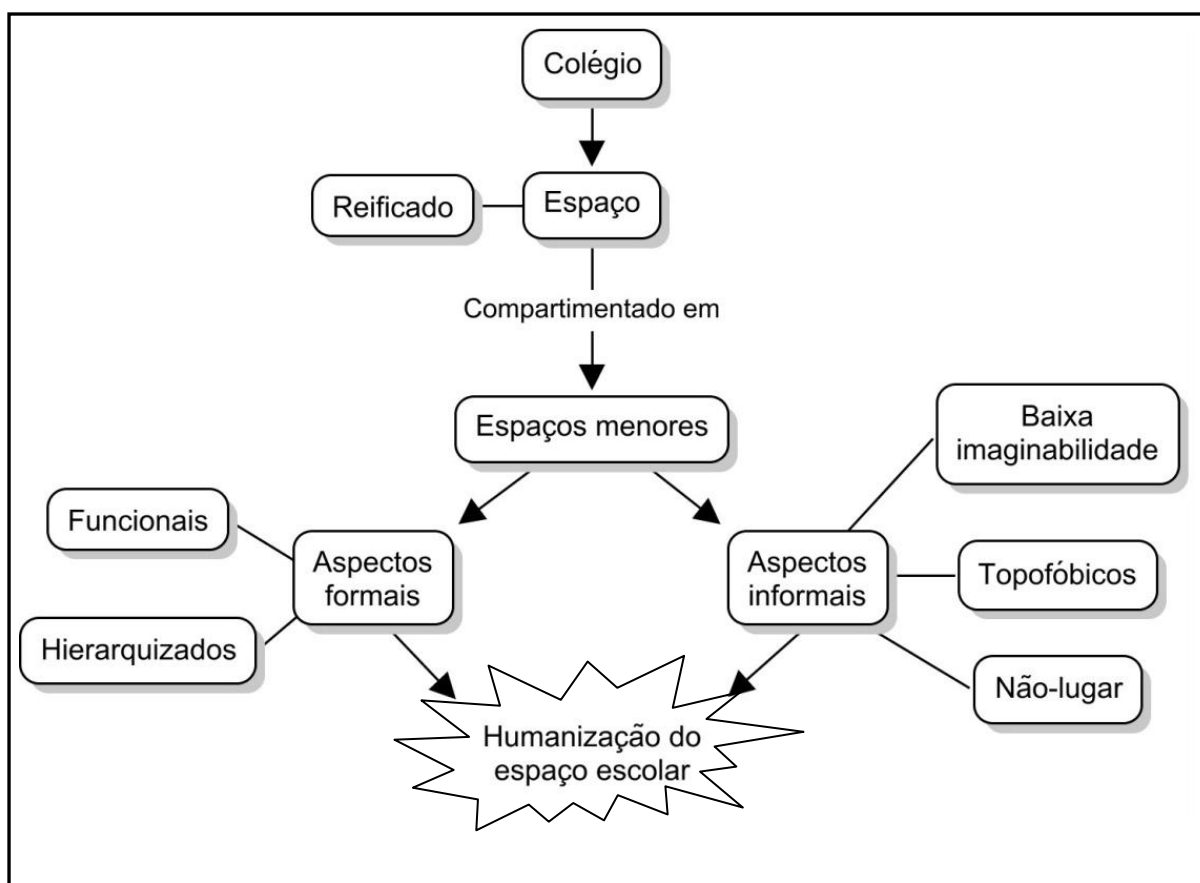 Colégio
Reificado
Espaço
Compartimentado em
Espaços menores
Baixa
imaginabilidade
Funcionais
Aspectos
formais
Aspectos
informais
Topofóbicos
Hierarquizados
Não-lugar
Humanização do
espaço escolar